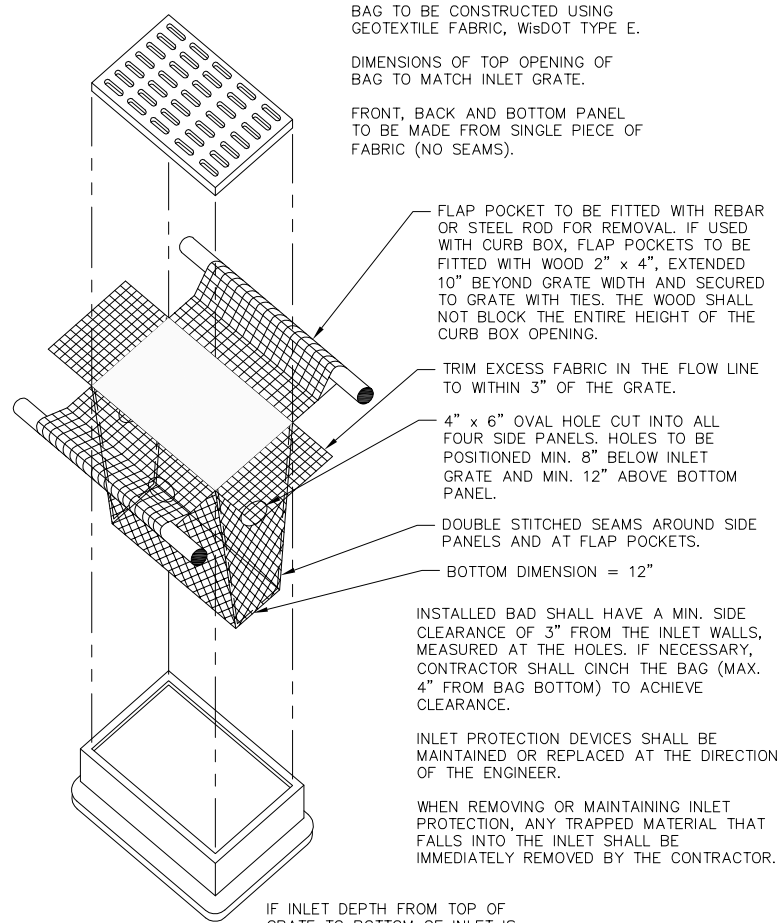 BAG TO BE CONSTRUCTED USING
GEOTEXTILE FABRIC, WisDOT TYPE E.
DIMENSIONS OF TOP OPENING OF
BAG TO MATCH INLET GRATE.
FRONT, BACK AND BOTTOM PANEL
TO BE MADE FROM SINGLE PIECE OF
FABRIC (NO SEAMS).
FLAP POCKET TO BE FITTED WITH REBAR
OR STEEL ROD FOR REMOVAL. IF USED
WITH CURB BOX, FLAP POCKETS TO BE
FITTED WITH WOOD 2" x 4", EXTENDED
10" BEYOND GRATE WIDTH AND SECURED
TO GRATE WITH TIES. THE WOOD SHALL
NOT BLOCK THE ENTIRE HEIGHT OF THE
CURB BOX OPENING.
TRIM EXCESS FABRIC IN THE FLOW LINE
TO WITHIN 3" OF THE GRATE.
4" x 6" OVAL HOLE CUT INTO ALL
FOUR SIDE PANELS. HOLES TO BE
POSITIONED MIN. 8" BELOW INLET
GRATE AND MIN. 12" ABOVE BOTTOM
PANEL.
DOUBLE STITCHED SEAMS AROUND SIDE
PANELS AND AT FLAP POCKETS.
BOTTOM DIMENSION = 12"
INSTALLED BAD SHALL HAVE A MIN. SIDE
CLEARANCE OF 3" FROM THE INLET WALLS,
MEASURED AT THE HOLES. IF NECESSARY,
CONTRACTOR SHALL CINCH THE BAG (MAX.
4" FROM BAG BOTTOM) TO ACHIEVE
CLEARANCE.
INLET PROTECTION DEVICES SHALL BE
MAINTAINED OR REPLACED AT THE DIRECTION
OF THE ENGINEER.
WHEN REMOVING OR MAINTAINING INLET
PROTECTION, ANY TRAPPED MATERIAL THAT
FALLS INTO THE INLET SHALL BE
IMMEDIATELY REMOVED BY THE CONTRACTOR.
IF INLET DEPTH FROM TOP OF
GRATE TO BOTTOM OF INLET IS